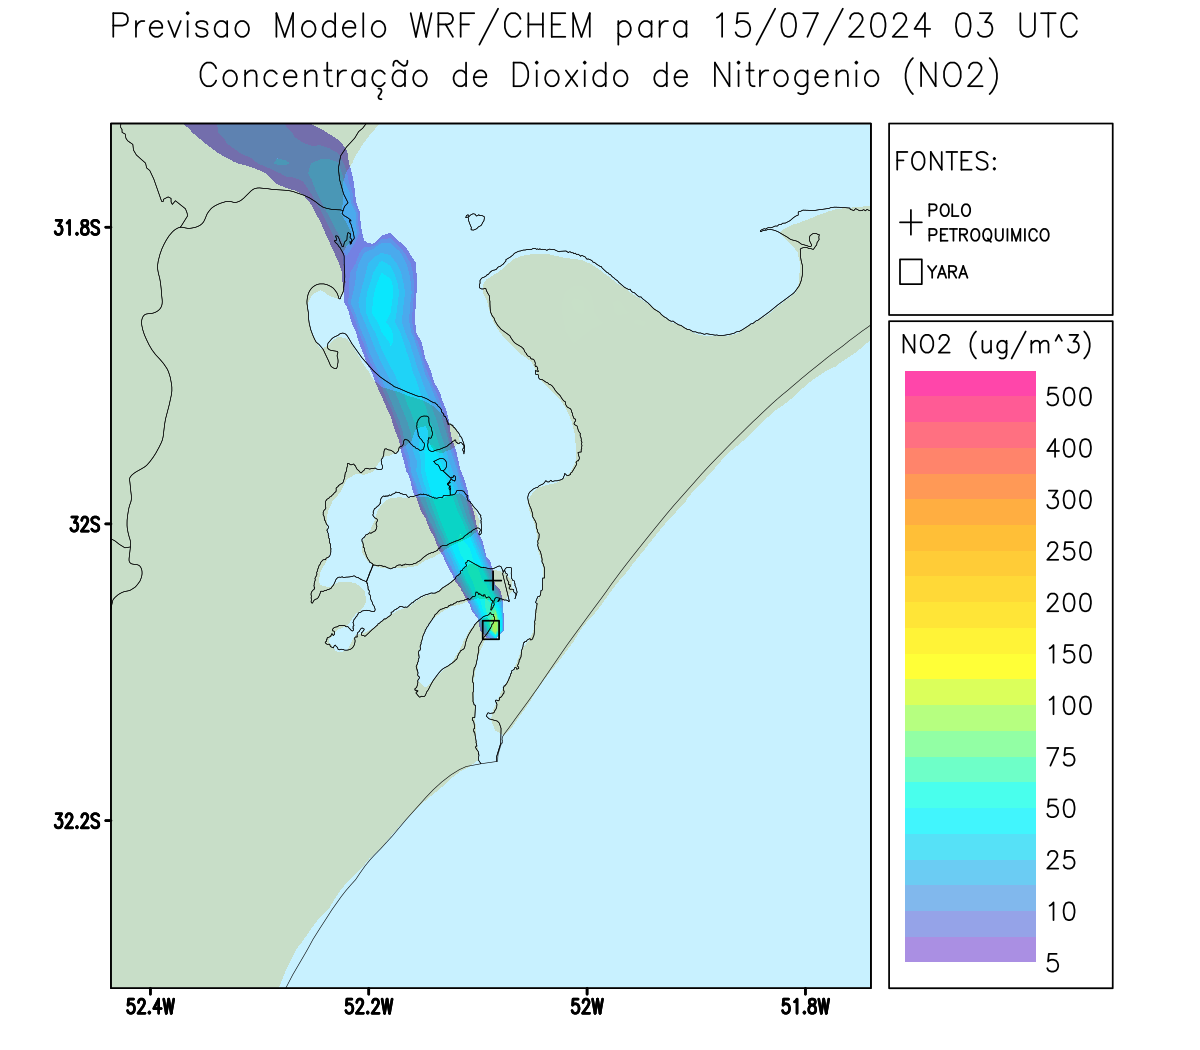 Previsao Modelo WRF/CHEM para 15/07/2024 03 UTC
Concentração de Dioxido de Nitrogenio (NO2)
FONTES:
POLO
PETROQUIMICO
YARA
NO2 (ug/m^3)
500
400
300
250
200
150
100
75
50
25
10
5
31.8S
32S
32.2S
52.4W
52.2W
52W
51.8W